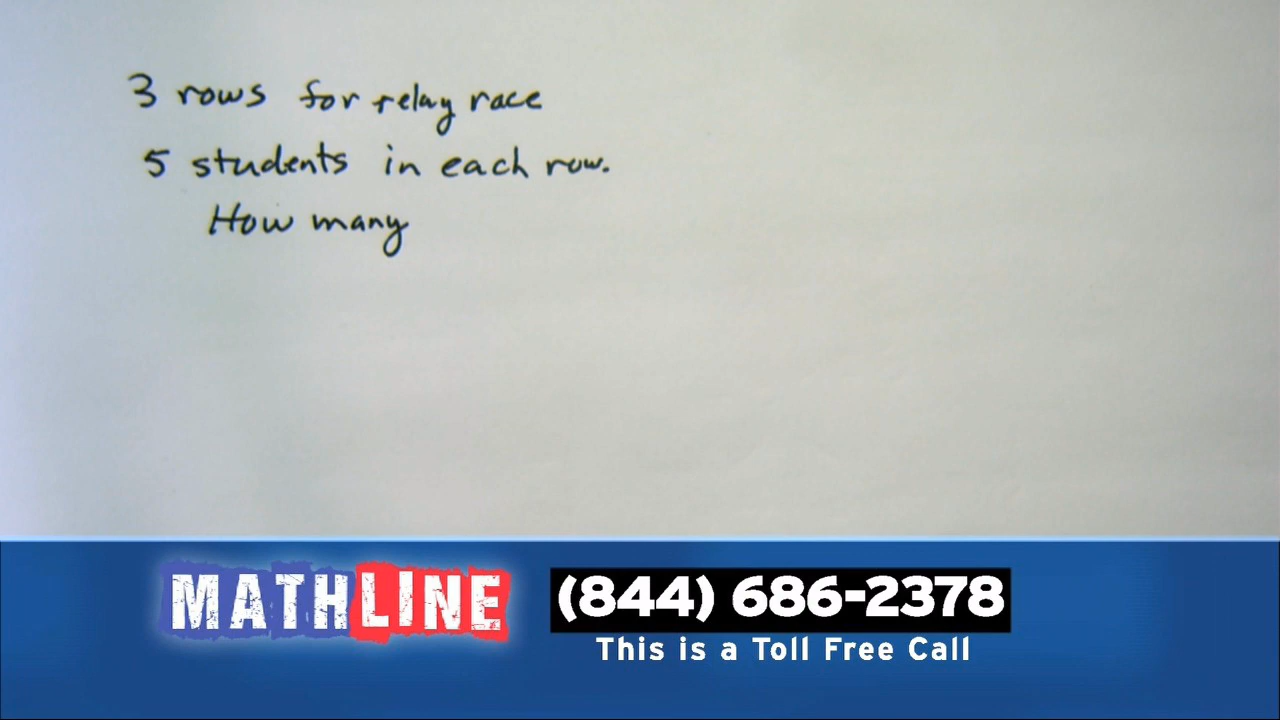 3 rows for relay race
5 students in each row.
How many
MATHLINE
(844) 686-2378
This is a Toll Free Call